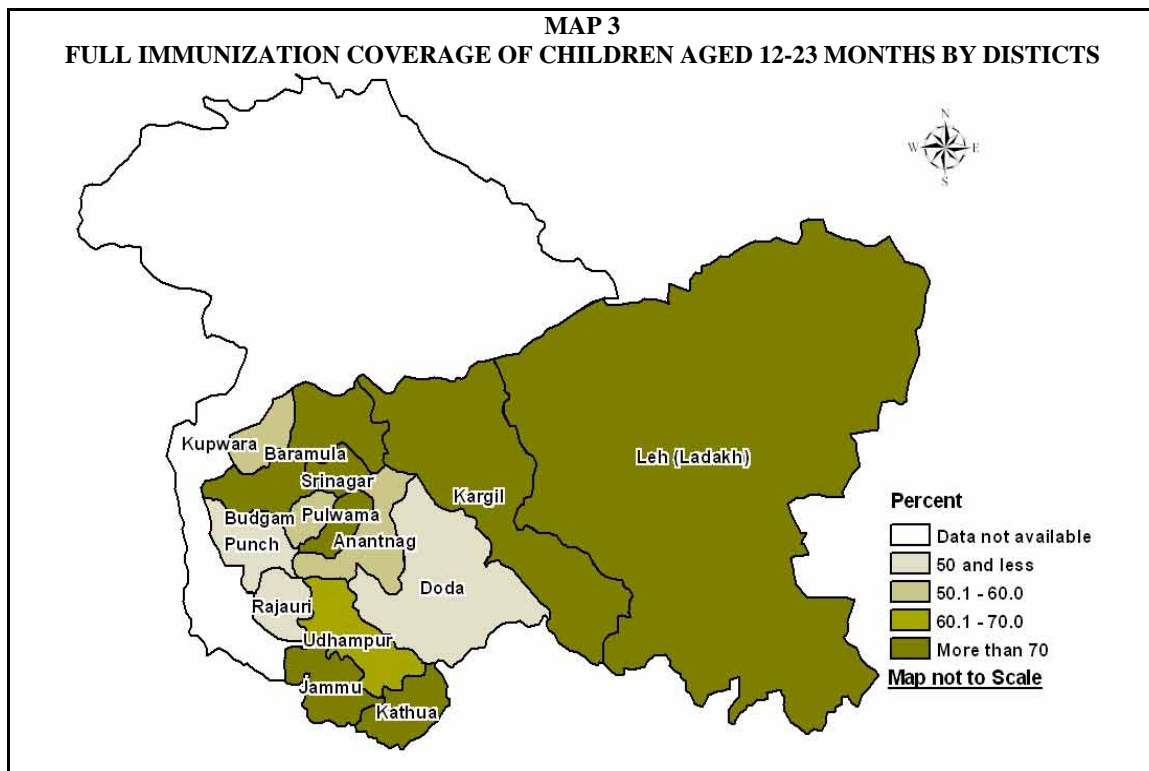 MAP 3
FULL IMMUNIZATION COVERAGE OF CHILDREN AGED 12-23 MONTHS BY DISTICTS
N
W E
S
Kupwara
Baramula
Srinagar
Leh (Ladakh)
Kargil
Budgam Pulwama
Punch Anantnag
Doda
Rajauri
Udhampur
Jammu
Kathua
Percent
Data not available
50 and less
50.1 - 60.0
60.1 - 70.0
More than 70
Map not to Scale